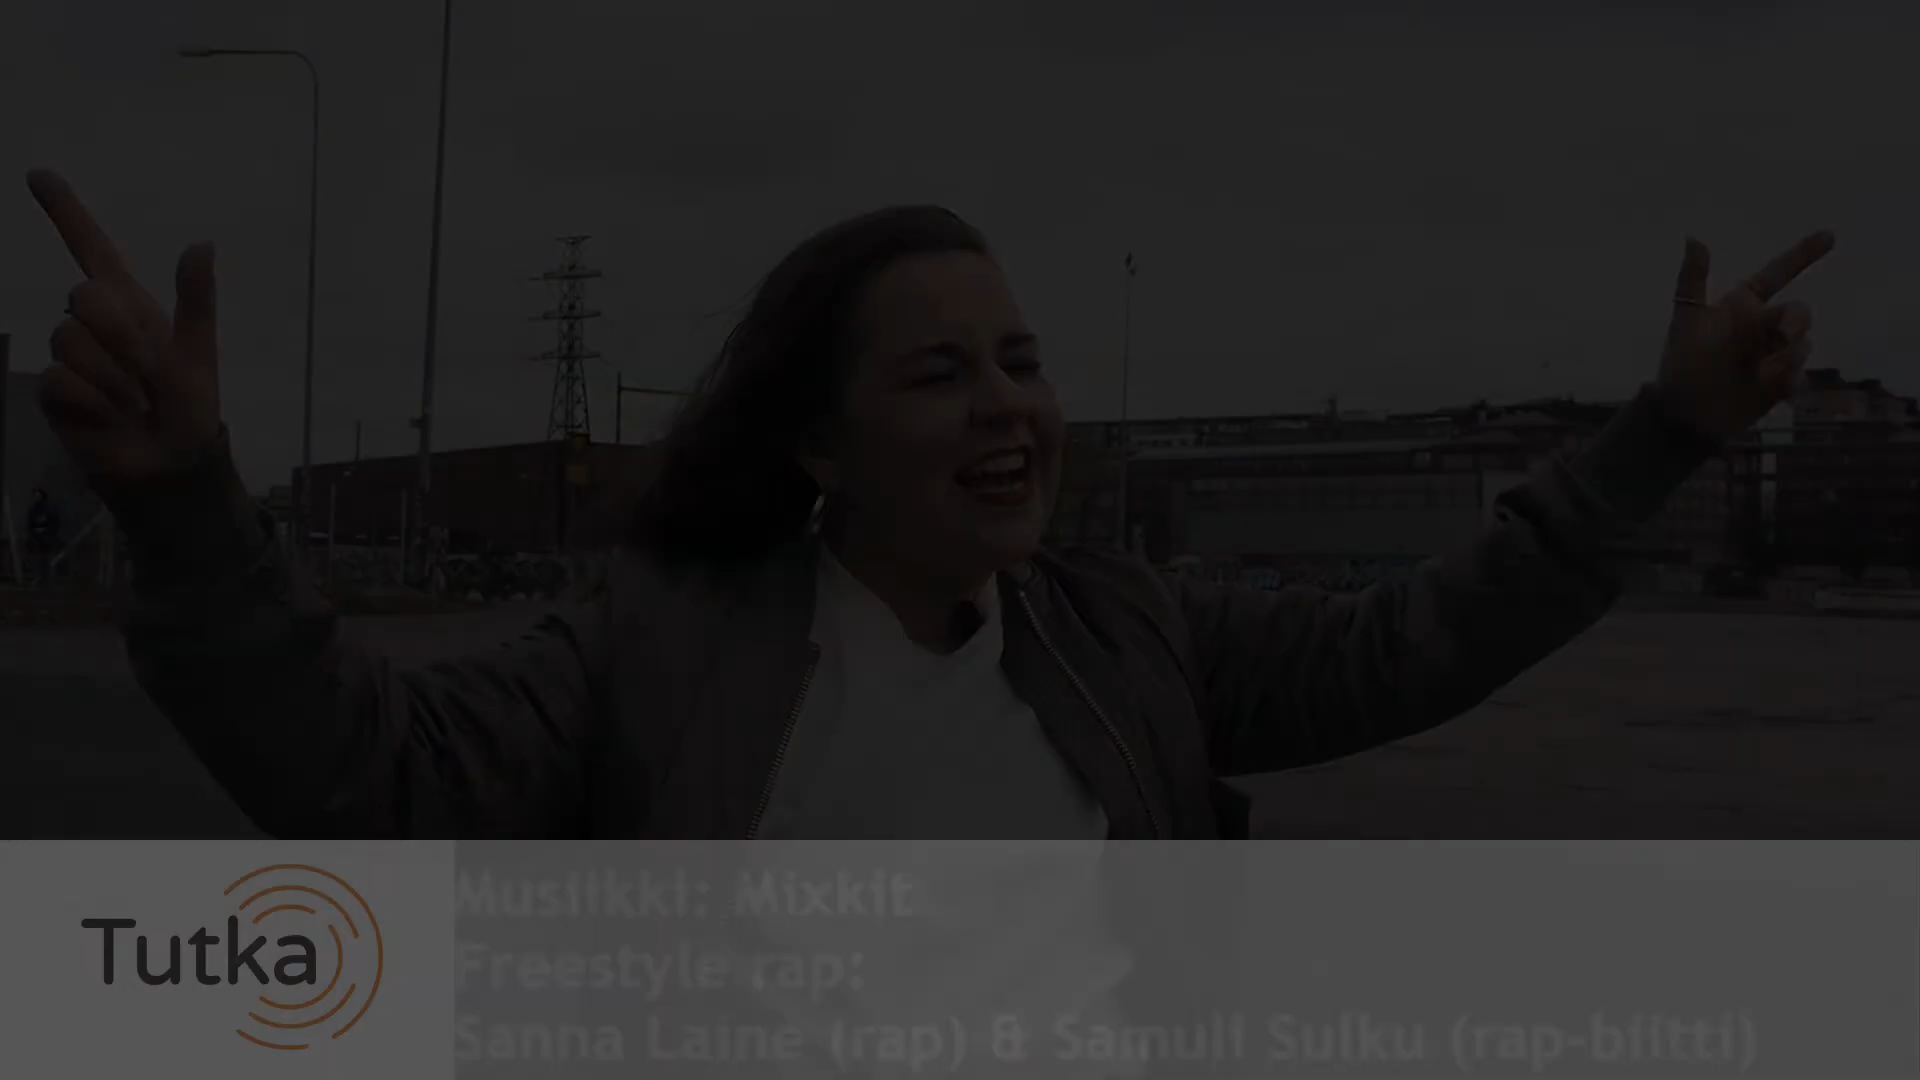 Tutka
Musiikki: Mixkit
Freestyle rap:
Sanna Laine (rap) & Samuli Sulku (rap-biitti)